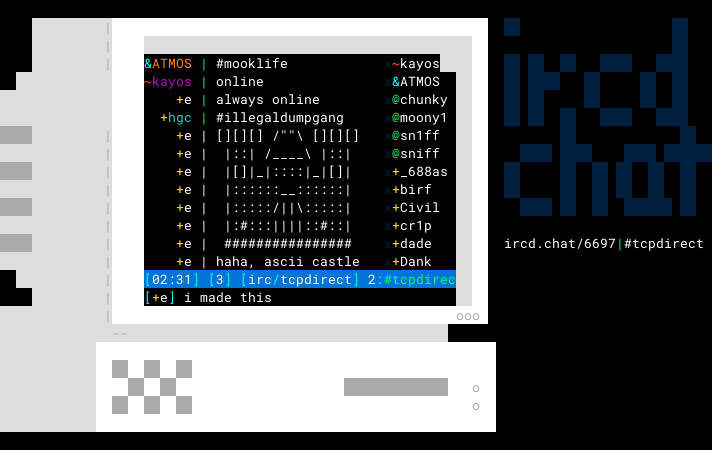 &ATMOS | #mooklife x~kayos
~kayos | online x&ATMOS
+e | always online x@chunky
+hgc | #illegaldumpgang x@moony1
+e | [][][] /""\ [][][] x@sn1ff
+e | |::| /____\ |::| x@sniff
+e | |[]|_|::::|_|[]| x+_688as
+e | |::::::__::::::| x+birf
+e | |:::::/||\:::::| x+Civil
+e | |:#:::||||::#::| x+cr1p
+e | ################ x+dade
+e | haha, ascii castle x+Dank
[02:31] [3] [irc/tcpdirect] 2:#tcpdirec
[+e] i made this
ooo
o
o
ircd
chat
ircd.chat/6697|#tcpdirect